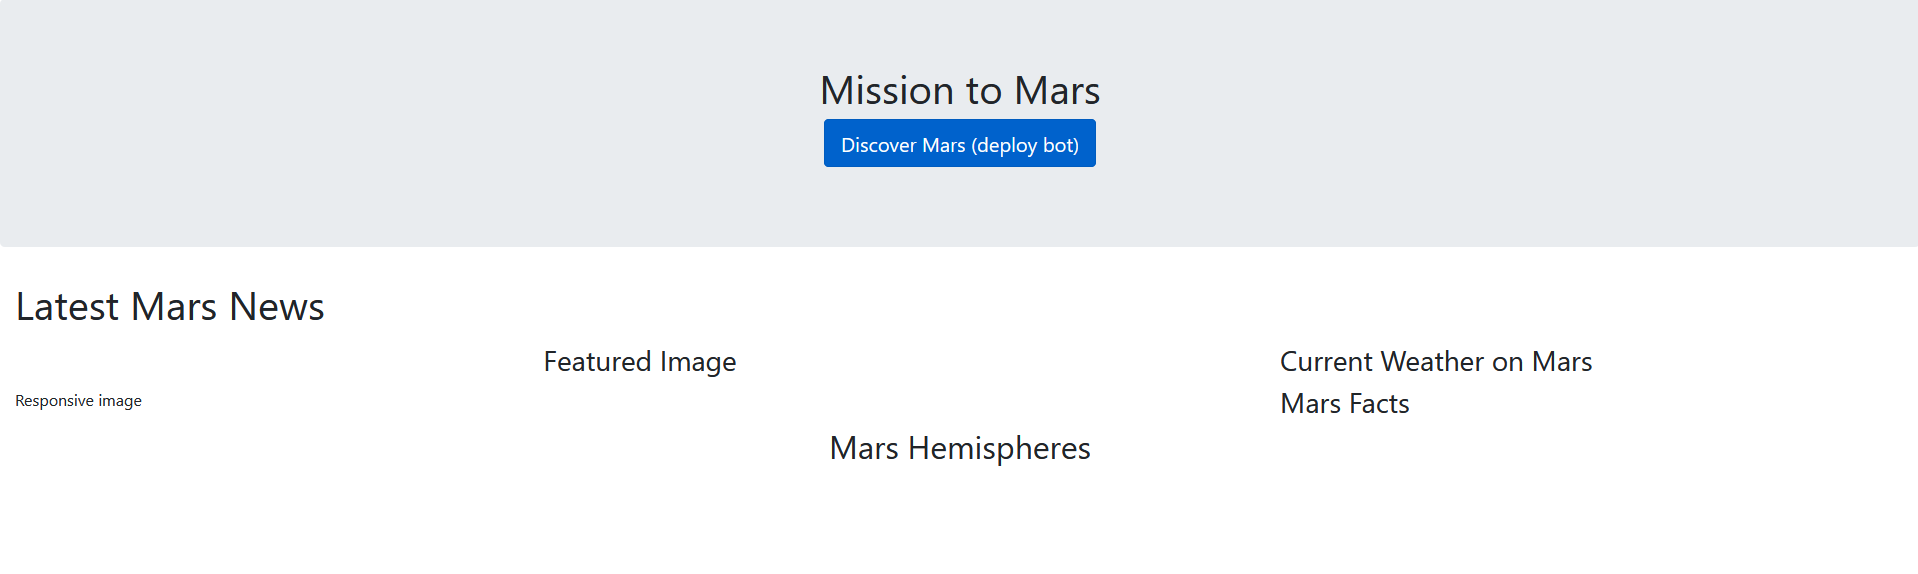 Mission to Mars
Discover Mars (deploy bot)
Latest Mars News
Featured Image
Responsive image
Current Weather on Mars
Mars Facts
Mars Hemispheres